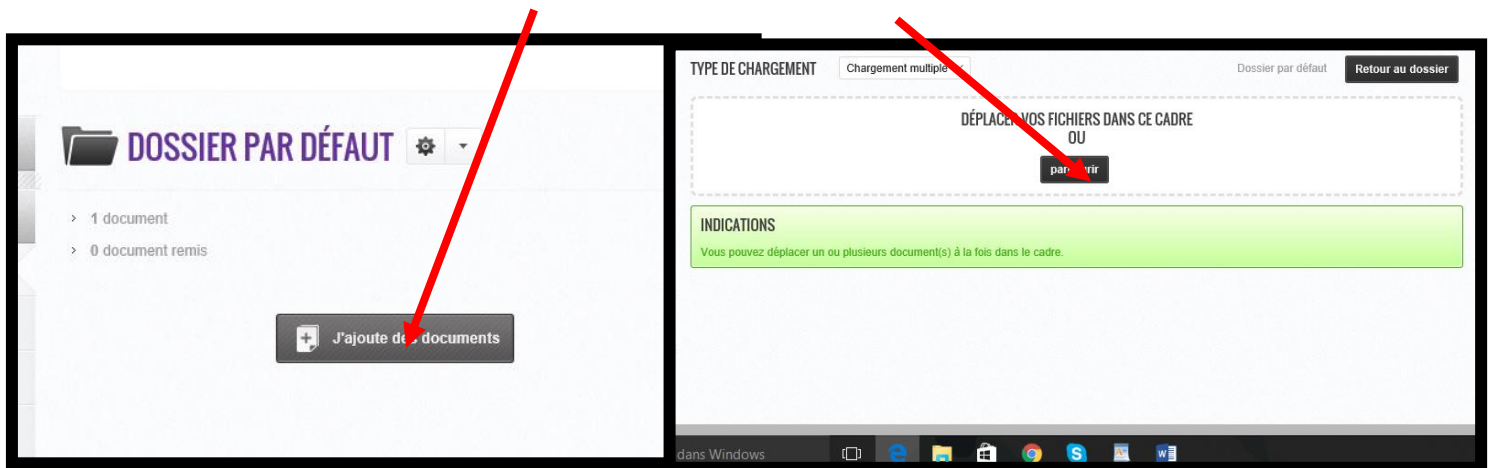 DOSSIER PAR DÉFAUT
1 document
0 document remis
J'ajoute des documents
TYPE DE CHARGEMENT Chargement multiple Dossier par défaut Retour au dossier
DÉPLACER VOS FICHIERS DANS CE CADRE
OU
parcourir
INDICATIONS
Vous pouvez déplacer un ou plusieurs document(s) à la fois dans le cadre.
dans Windows